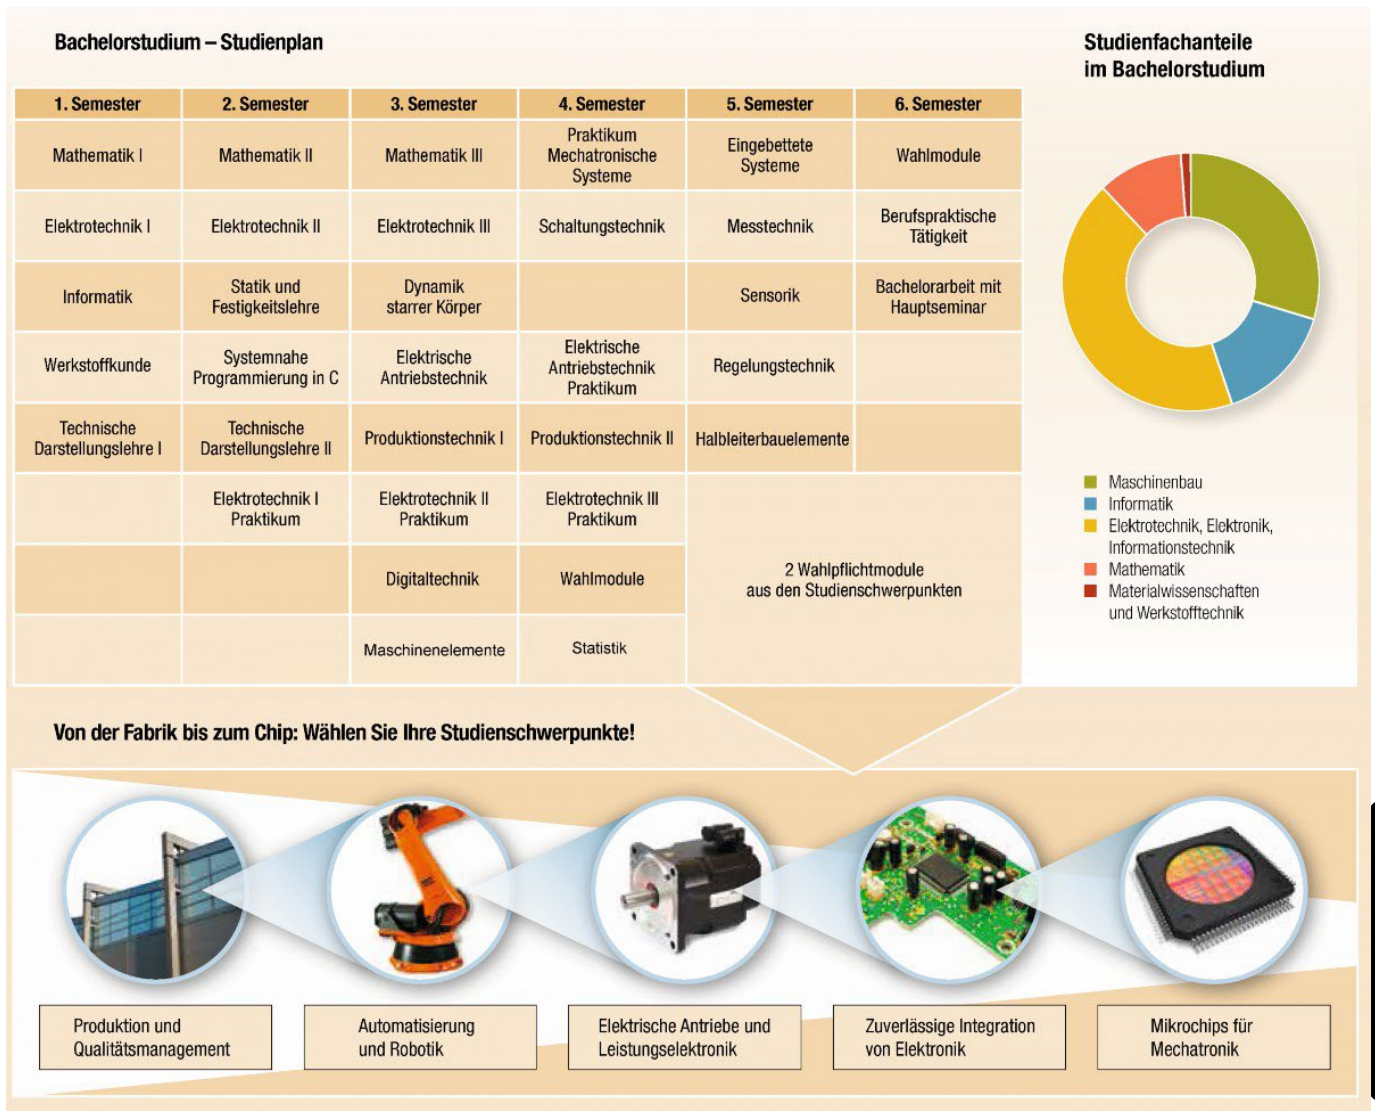 Bachelorstudium – Studienplan
Studienfachanteile
im Bachelorstudium
1. Semester
2. Semester
3. Semester
4. Semester
5. Semester
6. Semester
Mathematik I
Mathematik II
Mathematik III
Praktikum
Mechatronische
Systeme
Eingebettete
Systeme
Wahlmodule
Elektrotechnik I
Elektrotechnik II
Elektrotechnik III
Schaltungstechnik
Messtechnik
Berufspraktische
Tätigkeit
Informatik
Statik und
Festigkeitslehre
Dynamik
starrer Körper
Sensorik
Bachelorarbeit mit
Hauptseminar
Werkstoffkunde
Systemnahe
Programmierung in C
Elektrische
Antriebstechnik
Elektrische
Antriebstechnik
Praktikum
Regelungstechnik
Technische
Darstellungslehre I
Technische
Darstellungslehre II
Produktionstechnik I
Produktionstechnik II
Halbleiterbauelemente
Elektrotechnik I
Praktikum
Elektrotechnik II
Praktikum
Elektrotechnik III
Praktikum
2 Wahlpflichtmodule
aus den Studienschwerpunkten
Digitaltechnik
Wahlmodule
Maschinenelemente
Statistik
Maschinenbau
Informatik
Elektrotechnik, Elektronik,
Informationstechnik
Mathematik
Materialwissenschaften
und Werkstofftechnik
Von der Fabrik bis zum Chip: Wählen Sie Ihre Studienschwerpunkte!
Produktion und
Qualitätsmanagement
Automatisierung
und Robotik
Elektrische Antriebe und
Leistungselektronik
Zuverlässige Integration
von Elektronik
Mikrochips für
Mechatronik